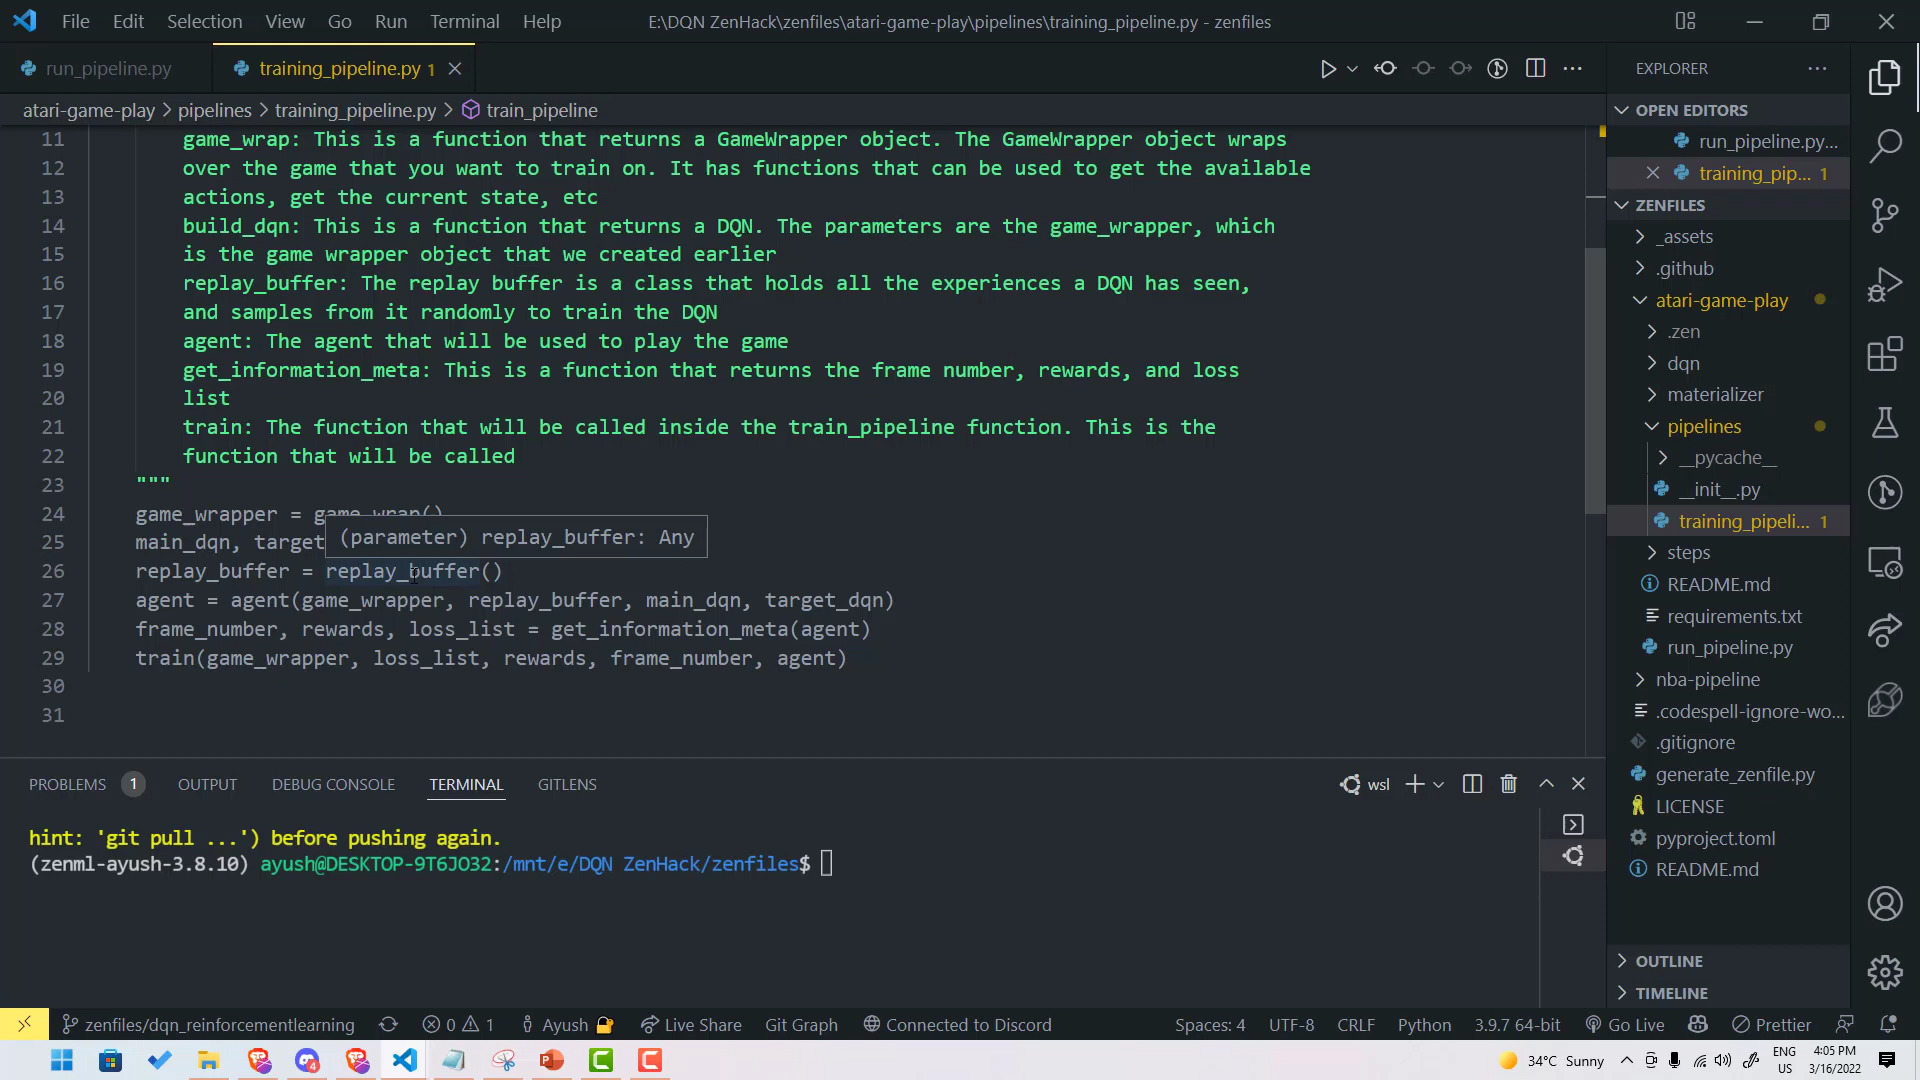 File Edit Selection View Go Run Terminal Help E:\DQN ZenHack\zenfiles\atari-game-play\pipelines\training_pipeline.py - zenfiles
run_pipeline.py training_pipeline.py 1
atari-game-play > pipelines > training_pipeline.py > train_pipeline
11 game_wrap: This is a function that returns a GameWrapper object. The GameWrapper object wraps
12 over the game that you want to train on. It has functions that can be used to get the available
13 actions, get the current state, etc
14 build_dqn: This is a function that returns a DQN. The parameters are the game_wrapper, which
15 is the game wrapper object that we created earlier
16 replay_buffer: The replay buffer is a class that holds all the experiences a DQN has seen,
17 and samples from it randomly to train the DQN
18 agent: The agent that will be used to play the game
19 get_information_meta: This is a function that returns the frame number, rewards, and loss
20 list
21 train: The function that will be called inside the train_pipeline function. This is the
22 function that will be called
23 """
24 game_wrapper = game_wrap()
(parameter) replay_buffer: Any
25 main_dqn, target
26 replay_buffer = replay_buffer()
27 agent = agent(game_wrapper, replay_buffer, main_dqn, target_dqn)
28 frame_number, rewards, loss_list = get_information_meta(agent)
29 train(game_wrapper, loss_list, rewards, frame_number, agent)
30
31
PROBLEMS 1 OUTPUT DEBUG CONSOLE TERMINAL GITLENS wsl
hint: 'git pull ...') before pushing again.
(zenml-ayush-3.8.10) ayush@DESKTOP-9T6JO32:/mnt/e/DQN ZenHack/zenfiles$
EXPLORER
OPEN EDITORS
run_pipeline.py...
training_pip... 1
ZENFILES
_assets
.github
atari-game-play
.zen
dqn
materializer
pipelines
__pycache__
__init__.py
training_pipeli... 1
steps
README.md
requirements.txt
run_pipeline.py
nba-pipeline
.codespell-ignore-wo...
.gitignore
generate_zenfile.py
LICENSE
pyproject.toml
README.md
OUTLINE
TIMELINE
zenfiles/dqn_reinforcementlearning 0 1 Ayush Live Share Git Graph Connected to Discord Spaces: 4 UTF-8 CRLF Python 3.9.7 64-bit Go Live Prettier
4 34°C Sunny ENG US 4:05 PM 3/16/2022